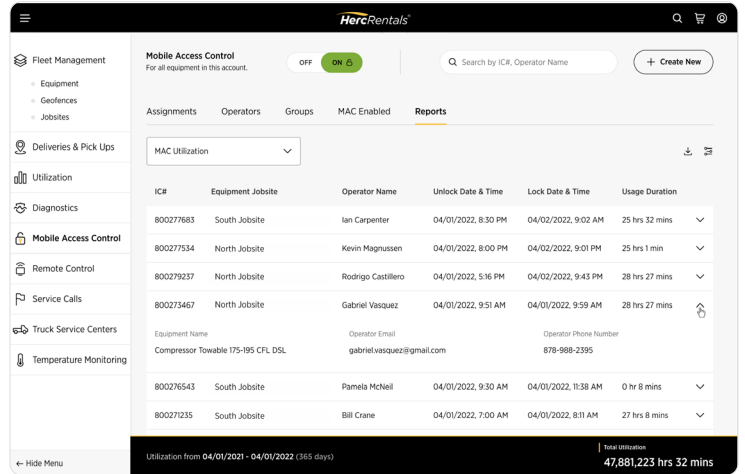 HercRentals
Fleet Management
Equipment
Geofences
Jobsites
Deliveries & Pick Ups
Utilization
Diagnostics
Mobile Access Control
Remote Control
Service Calls
Truck Service Centers
Temperature Monitoring
← Hide Menu
Mobile Access Control
For all equipment in this account.
OFF ON
Search by IC#, Operator Name
+ Create New
Assignments Operators Groups MAC Enabled Reports
MAC Utilization
IC# Equipment Jobsite Operator Name Unlock Date & Time Lock Date & Time Usage Duration
800277683 South Jobsite Ian Carpenter 04/01/2022, 8:30 PM 04/02/2022, 9:02 AM 25 hrs 32 mins
800277534 North Jobsite Kevin Magnussen 04/01/2022, 8:00 PM 04/02/2022, 9:01 PM 25 hrs 1 min
800279237 North Jobsite Rodrigo Castillero 04/01/2022, 5:16 PM 04/02/2022, 9:43 PM 28 hrs 27 mins
800273467 North Jobsite Gabriel Vasquez 04/01/2022, 9:51 AM 04/01/2022, 9:59 AM 28 hrs 27 mins
Equipment Name Operator Email Operator Phone Number
Compressor Towable 175-195 CFL DSL gabriel.vasquez@gmail.com 878-988-2395
800276543 South Jobsite Pamela McNeil 04/01/2022, 9:30 AM 04/01/2022, 11:38 AM 0 hr 8 mins
800271235 South Jobsite Bill Crane 04/01/2022, 7:00 AM 04/01/2022, 8:11 AM 27 hrs 8 mins
Utilization from 04/01/2021 - 04/01/2022 (365 days)
Total Utilization
47,881,223 hrs 32 mins